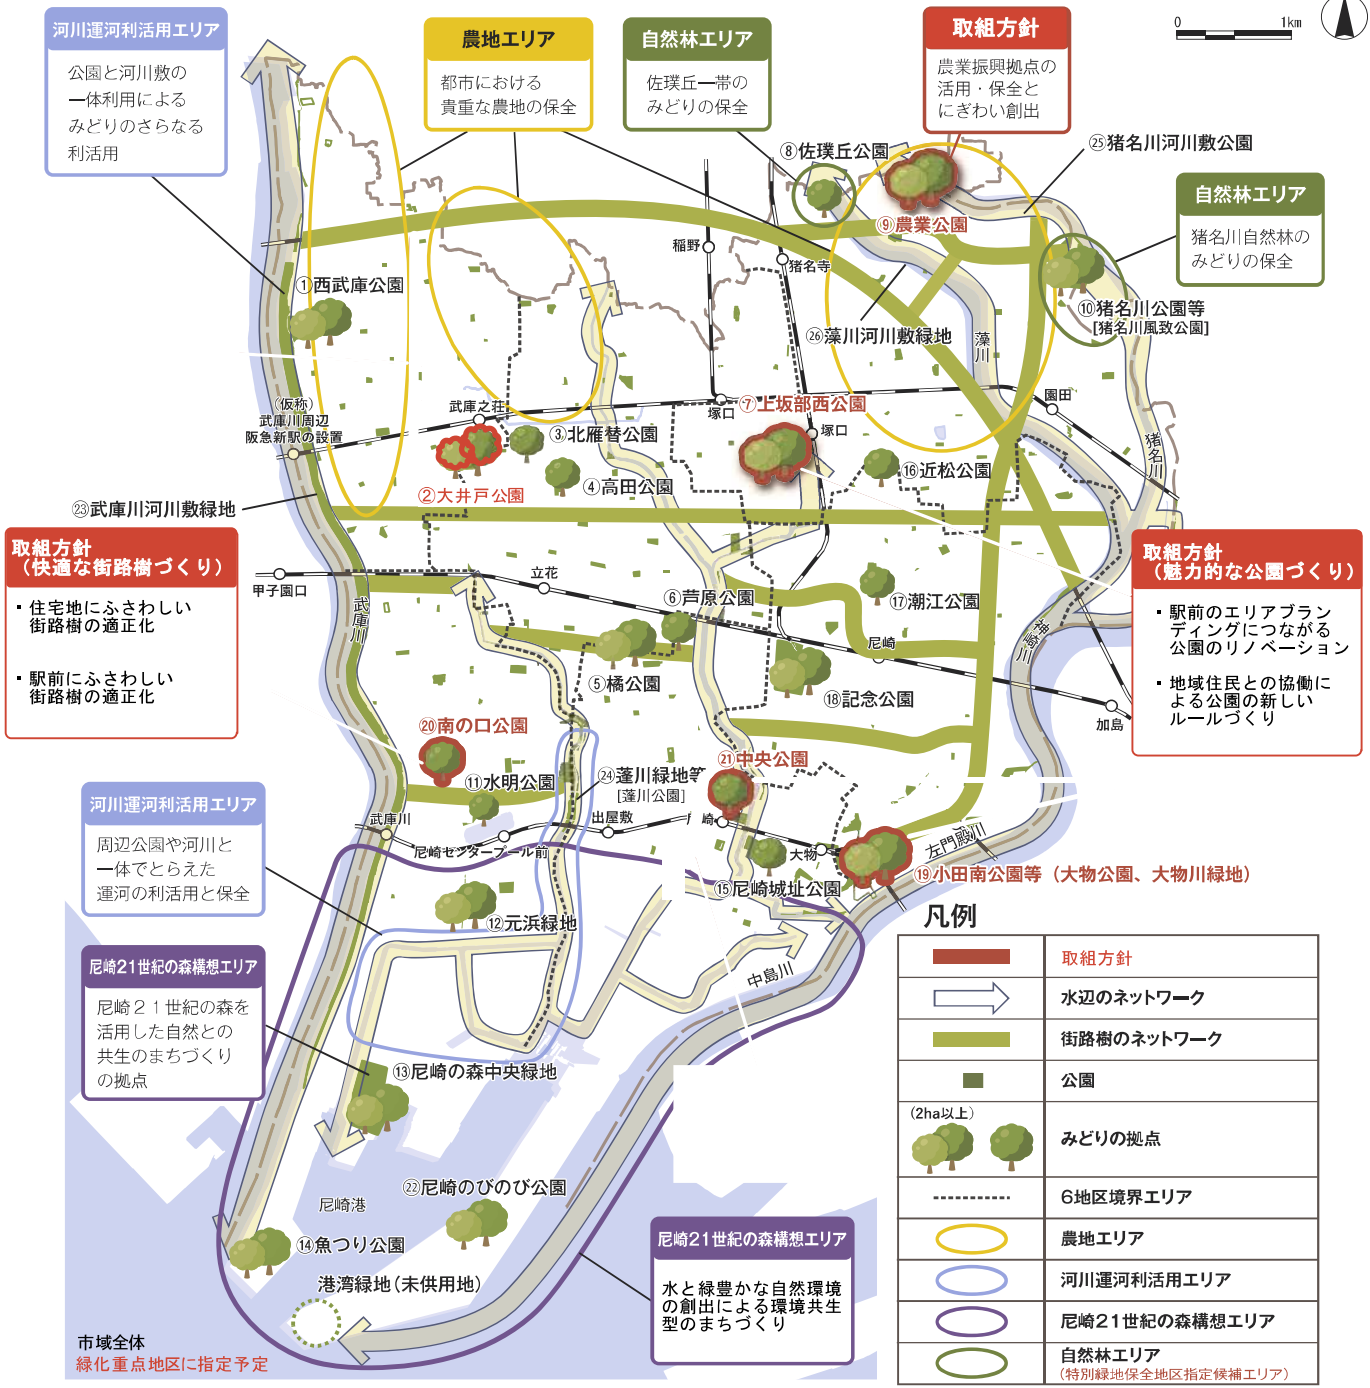 河川運河利活用エリア
公園と河川敷の
一体利用による
みどりのさらなる
利活用
農地エリア
都市における
貴重な農地の保全
自然林エリア
佐璞丘一帯の
みどりの保全
取組方針
農業振興拠点の
活用・保全と
にぎわい創出
0 1km
㉕猪名川河川敷公園
⑧佐璞丘公園
自然林エリア
猪名川自然林の
みどりの保全
⑨農業公園
稲野
猪名寺
①西武庫公園
⑩猪名川公園等
[猪名川風致公園]
㉖藻川河川敷緑地
藻川
園田
(仮称)
武庫川周辺
阪急新駅の設置
武庫之荘
塚口
⑦上坂部西公園
塚口
③北雁替公園
猪名川
⑯近松公園
④高田公園
②大井戸公園
㉓武庫川河川敷緑地
取組方針
（快適な街路樹づくり）
・住宅地にふさわしい
街路樹の適正化
・駅前にふさわしい
街路樹の適正化
取組方針
（魅力的な公園づくり）
・駅前のエリアブラン
ディングにつながる
公園のリノベーション
・地域住民との協働に
よる公園の新しい
ルールづくり
甲子園口
立花
武庫川
⑥芦原公園
⑰潮江公園
尼崎
神崎川
⑤橘公園
⑱記念公園
加島
⑳南の口公園
㉑中央公園
⑪水明公園
㉔蓬川緑地等
[蓬川公園]
河川運河利活用エリア
周辺公園や河川と
一体でとらえた
運河の利活用と保全
武庫川
尼崎センタープール前
出屋敷
崎
大物
左門殿川
⑲小田南公園等（大物公園、大物川緑地）
⑮尼崎城址公園
⑫元浜緑地
中島川
尼崎21世紀の森構想エリア
尼崎２１世紀の森を
活用した自然との
共生のまちづくり
の拠点
⑬尼崎の森中央緑地
尼崎港
㉒尼崎のびのび公園
⑭魚つり公園
港湾緑地(未供用地)
尼崎21世紀の森構想エリア
水と緑豊かな自然環境
の創出による環境共生
型のまちづくり
市域全体
緑化重点地区に指定予定
凡例
取組方針
水辺のネットワーク
街路樹のネットワーク
公園
(2ha以上)
みどりの拠点
6地区境界エリア
農地エリア
河川運河利活用エリア
尼崎21世紀の森構想エリア
自然林エリア
(特別緑地保全地区指定候補エリア)